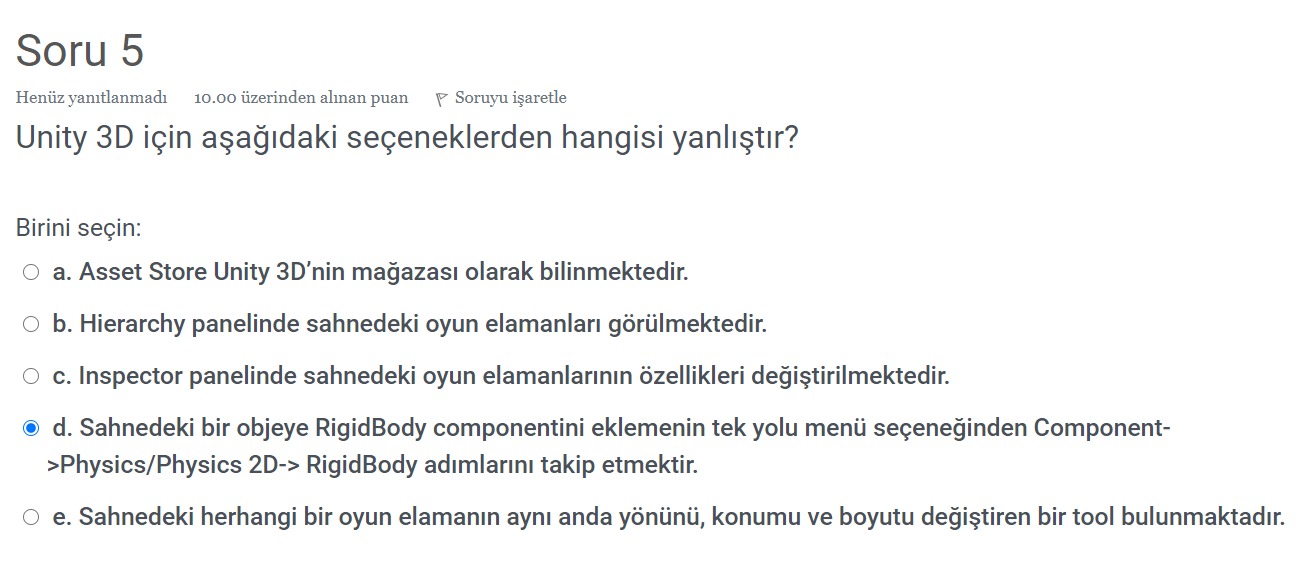 Soru 5
Henüz yanıtlanmadı 10.00 üzerinden alınan puan Soruyu işaretle
Unity 3D için aşağıdaki seçeneklerden hangisi yanlıştır?
Birini seçin:
a. Asset Store Unity 3D’nin mağazası olarak bilinmektedir.
b. Hierarchy panelinde sahnedeki oyun elamanları görülmektedir.
c. Inspector panelinde sahnedeki oyun elamanlarının özellikleri değiştirilmektedir.
d. Sahnedeki bir objeye RigidBody componentini eklemenin tek yolu menü seçeneğinden Component-
>Physics/Physics 2D-> RigidBody adımlarını takip etmektir.
e. Sahnedeki herhangi bir oyun elamanın aynı anda yönünü, konumu ve boyutu değiştiren bir tool bulunmaktadır.